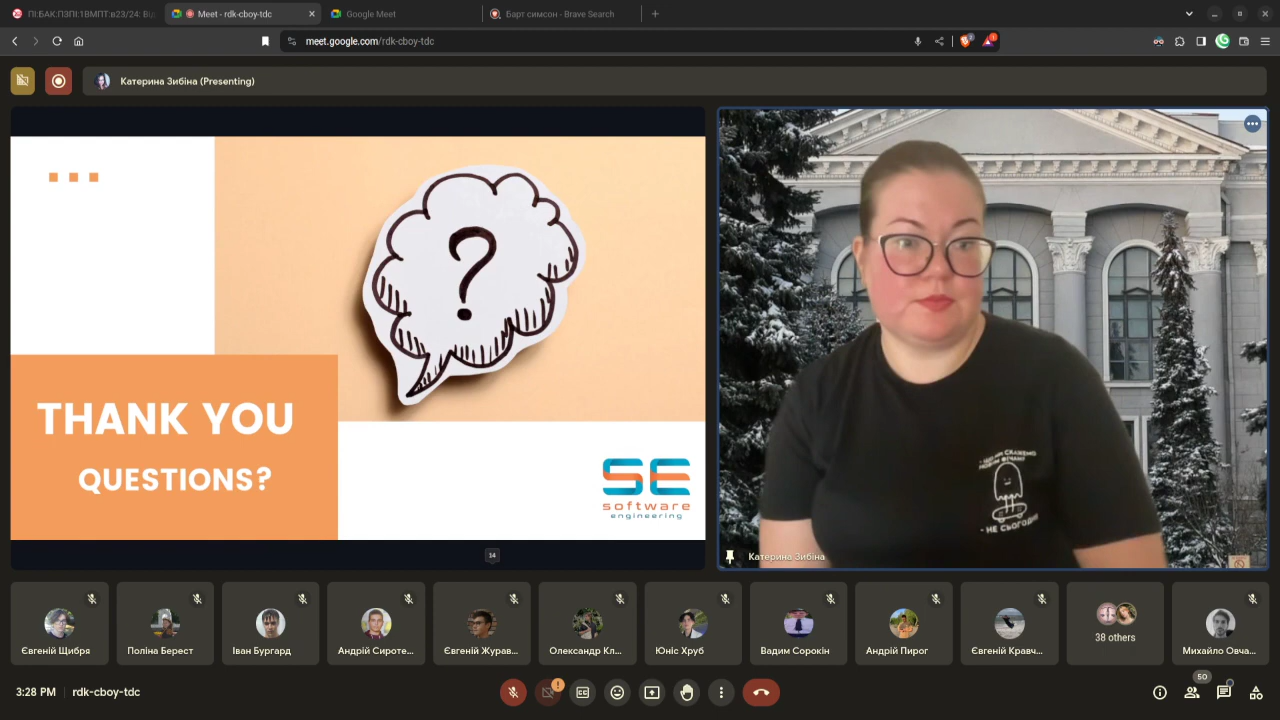 ПІ:БАК:ПЗПІ:1ВМПТ:в23/24:
Meet - rdk-cboy-tdc
Google Meet
Барт симсон - Brave Search
meet.google.com/rdk-cboy-tdc
Катерина Зибіна (Presenting)
THANK YOU
QUESTIONS?
SE
software
engineering
14
- НЕ СЬОГОДНІ
Катерина Зибіна
Євгеній Щибря
Поліна Берест
Іван Бургард
Андрій Сироте...
Євгеній Журав...
Олександр Кл...
Юніс Хруб
Вадим Сорокін
Андрій Пирог
Євгеній Кравч...
38 others
Михайло Овча...
3:28 PM | rdk-cboy-tdc
50